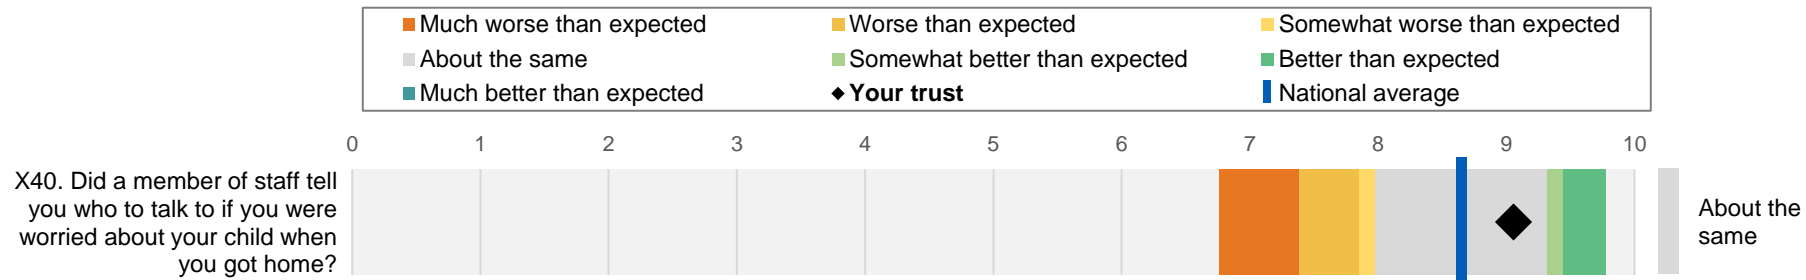 Much worse than expected
Worse than expected
Somewhat worse than expected
About the same
Somewhat better than expected
Better than expected
Much better than expected
Your trust
National average
0 1 2 3 4 5 6 7 8 9 10
X40. Did a member of staff tell
you who to talk to if you were
worried about your child when
you got home?
About the
same